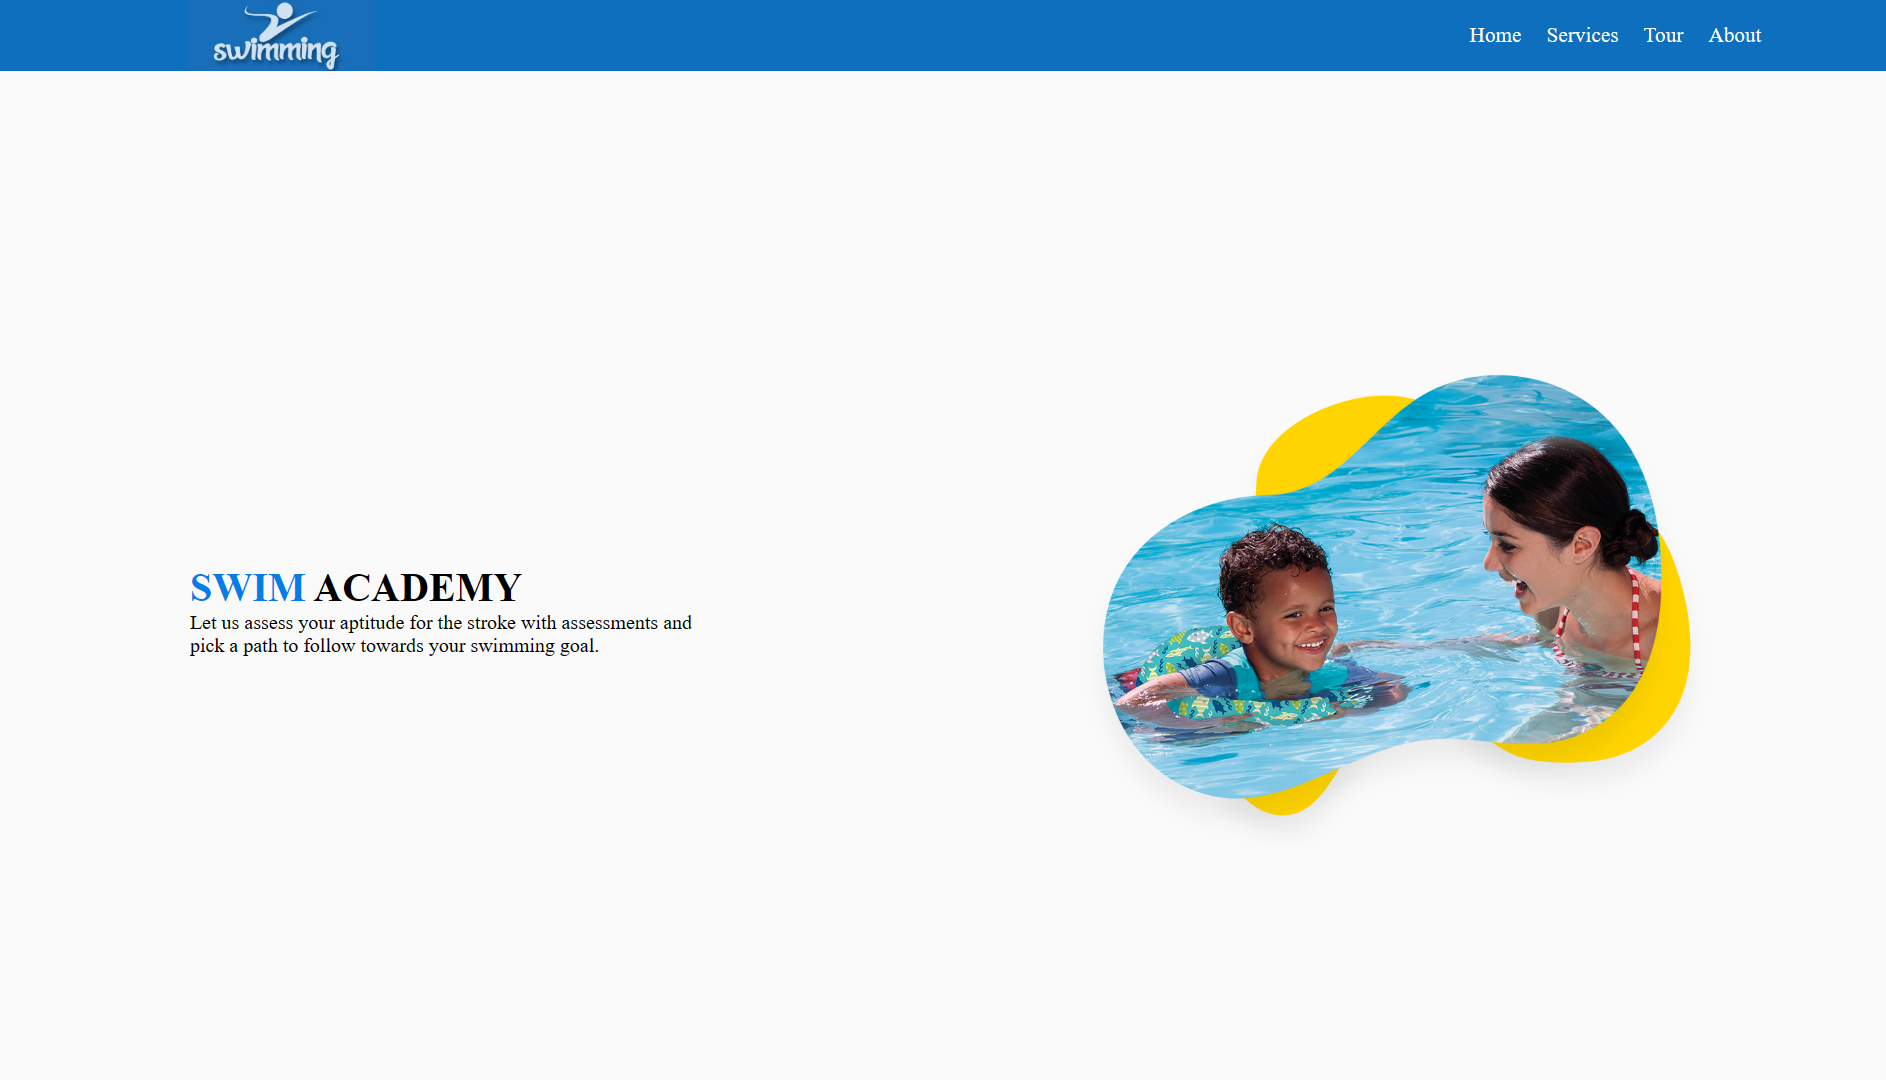 swimming
Home Services Tour About
SWIM ACADEMY
Let us assess your aptitude for the stroke with assessments and
pick a path to follow towards your swimming goal.